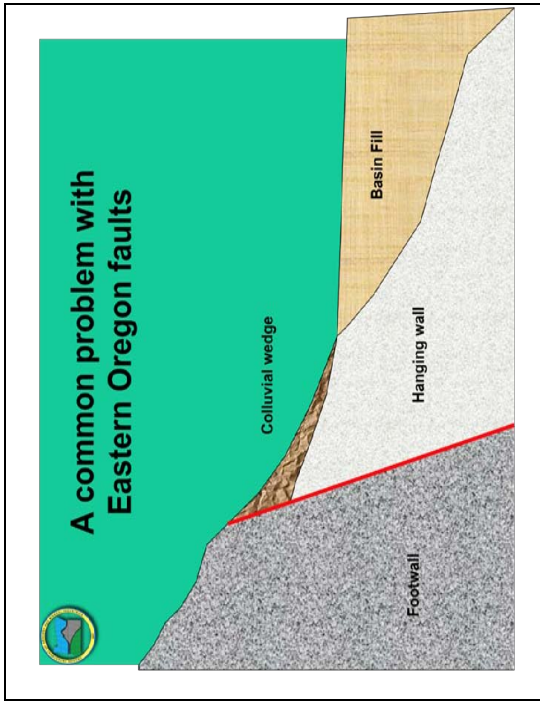 A common problem with
Eastern Oregon faults
Colluvial wedge
Basin Fill
Hanging wall
Footwall